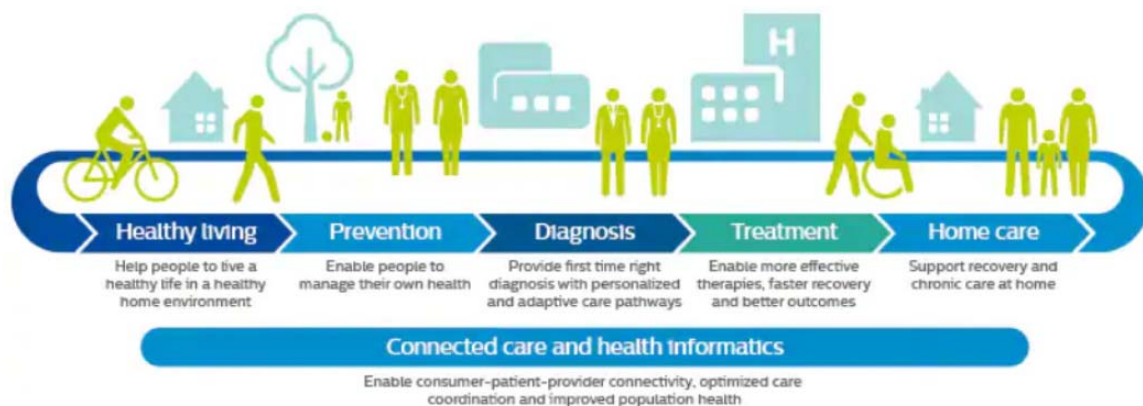 H
Healthy living
Prevention
Diagnosis
Treatment
Home care
Help people to live a
healthy life in a healthy
home environment
Enable people to
manage their own health
Provide first time right
diagnosis with personalized
and adaptive care pathways
Enable more effective
therapies, faster recovery
and better outcomes
Support recovery and
chronic care at home
Connected care and health informatics
Enable consumer-patient-provider connectivity, optimized care
coordination and improved population health